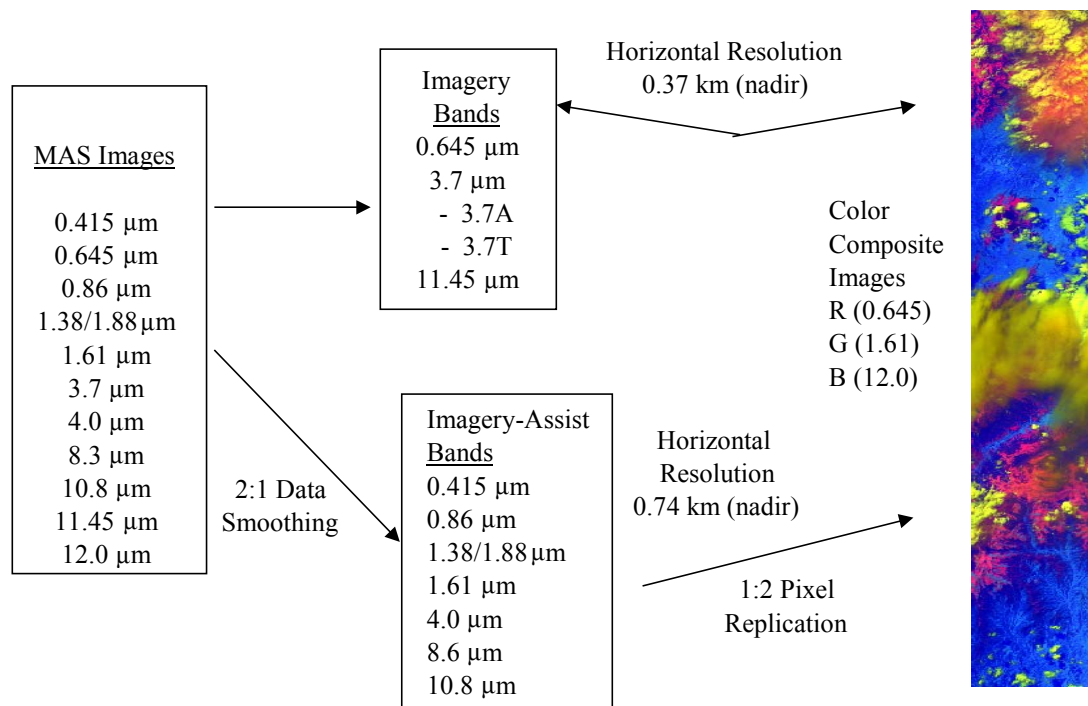 MAS Images
0.415 µm
0.645 µm
0.86 µm
1.38/1.88 µm
1.61 µm
3.7 µm
4.0 µm
8.3 µm
10.8 µm
11.45 µm
12.0 µm
2:1 Data
Smoothing
Imagery
Bands
0.645 µm
3.7 µm
- 3.7A
- 3.7T
11.45 µm
Imagery-Assist
Bands
0.415 µm
0.86 µm
1.38/1.88 µm
1.61 µm
4.0 µm
8.6 µm
10.8 µm
Horizontal Resolution
0.37 km (nadir)
Horizontal
Resolution
0.74 km (nadir)
1:2 Pixel
Replication
Color
Composite
Images
R (0.645)
G (1.61)
B (12.0)